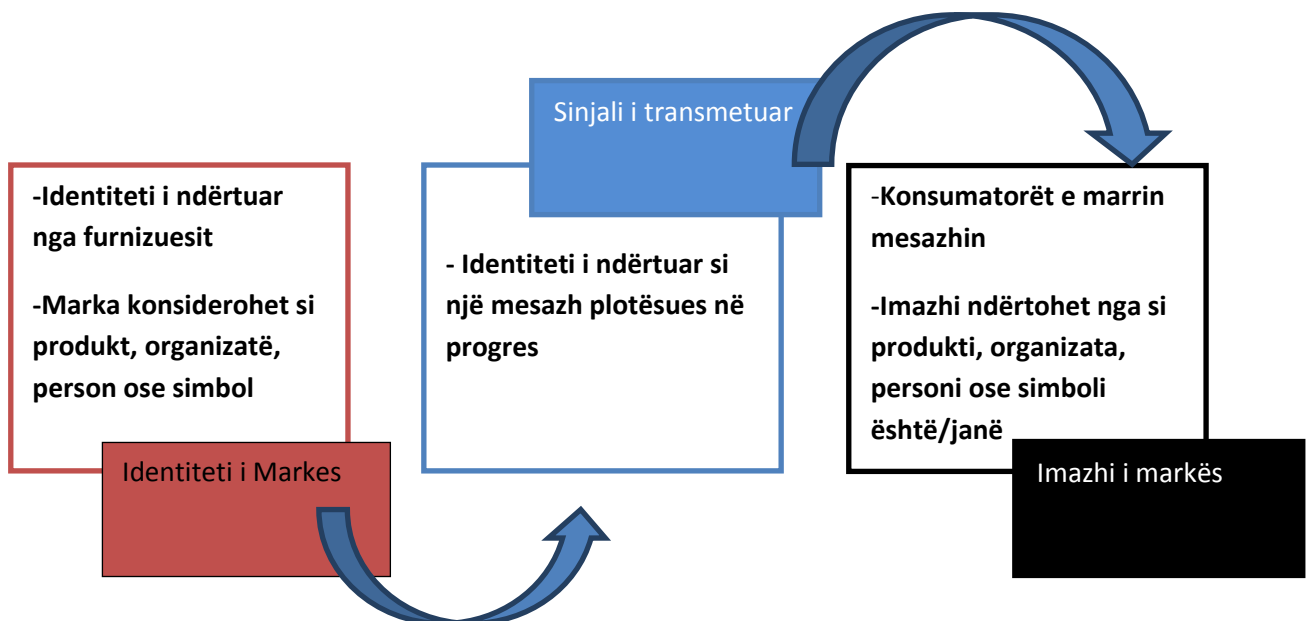 -Identiteti i ndërtuar
nga furnizuesit
-Marka konsiderohet si
produkt, organizatë,
person ose simbol
Identiteti i Markes
Sinjali i transmetuar
- Identiteti i ndërtuar si
një mesazh plotësues në
progres
-Konsumatorët e marrin
mesazhin
-Imazhi ndërtohet nga si
produkti, organizata,
personi ose simboli
është/janë
Imazhi i markës